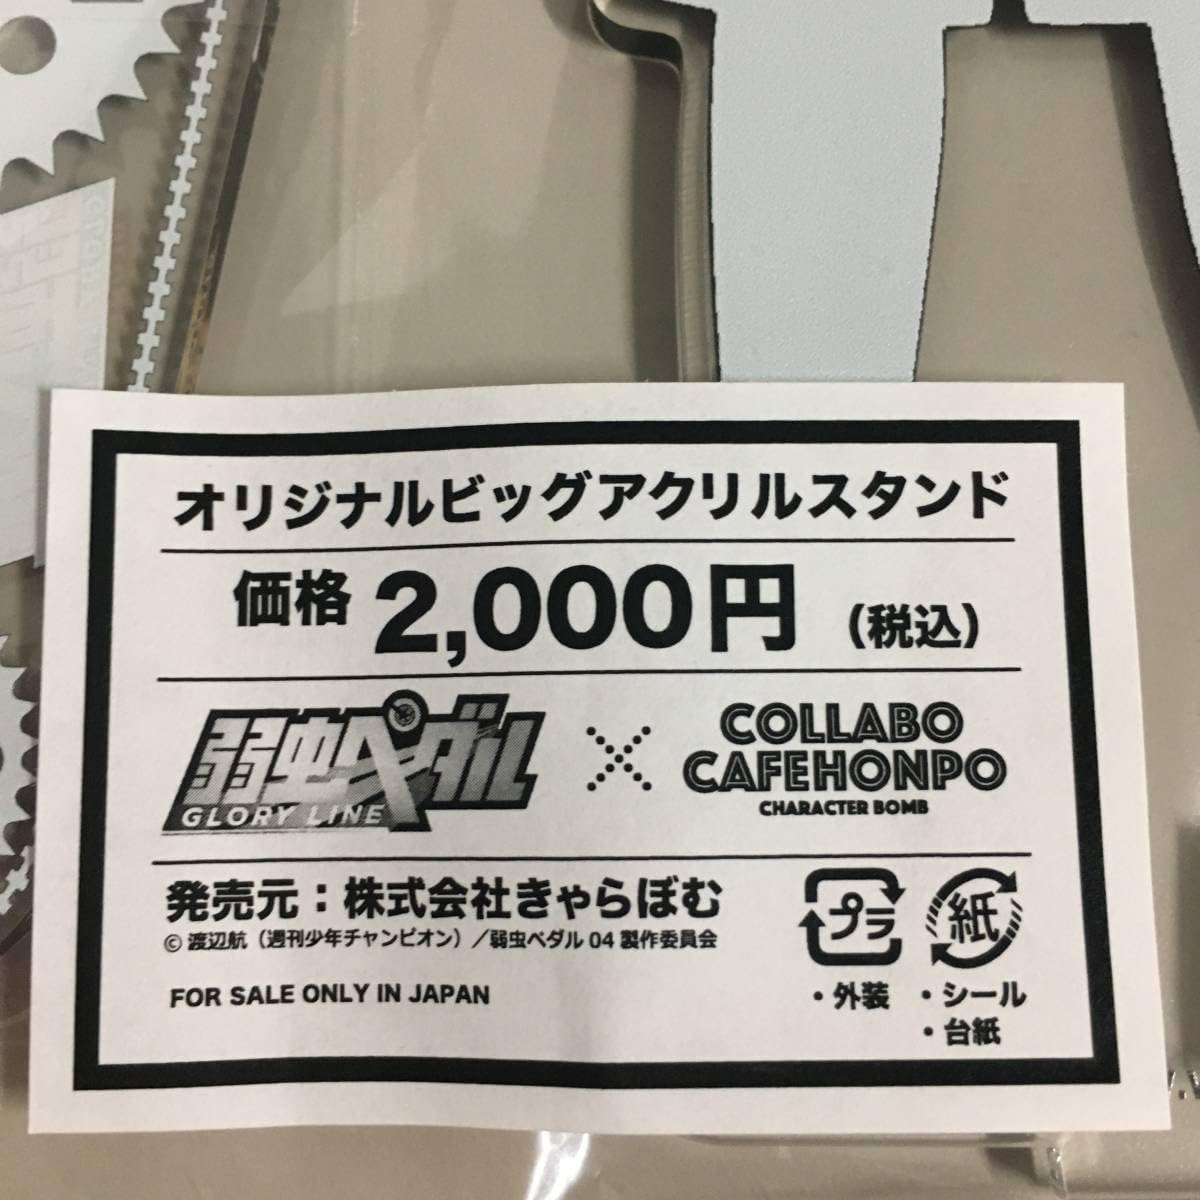 オリジナルビッグアクリルスタンド
価格 2,000円 (税込)
弱虫ペダル
GLORY LINE
COLLABO
CAFEHONPO
CHARACTER BOMB
発売元：株式会社きゃらぼむ
© 渡辺航（週刊少年チャンピオン）／弱虫ペダル 04 製作委員会
FOR SALE ONLY IN JAPAN
プラ 紙
・外装 ・シール
・台紙